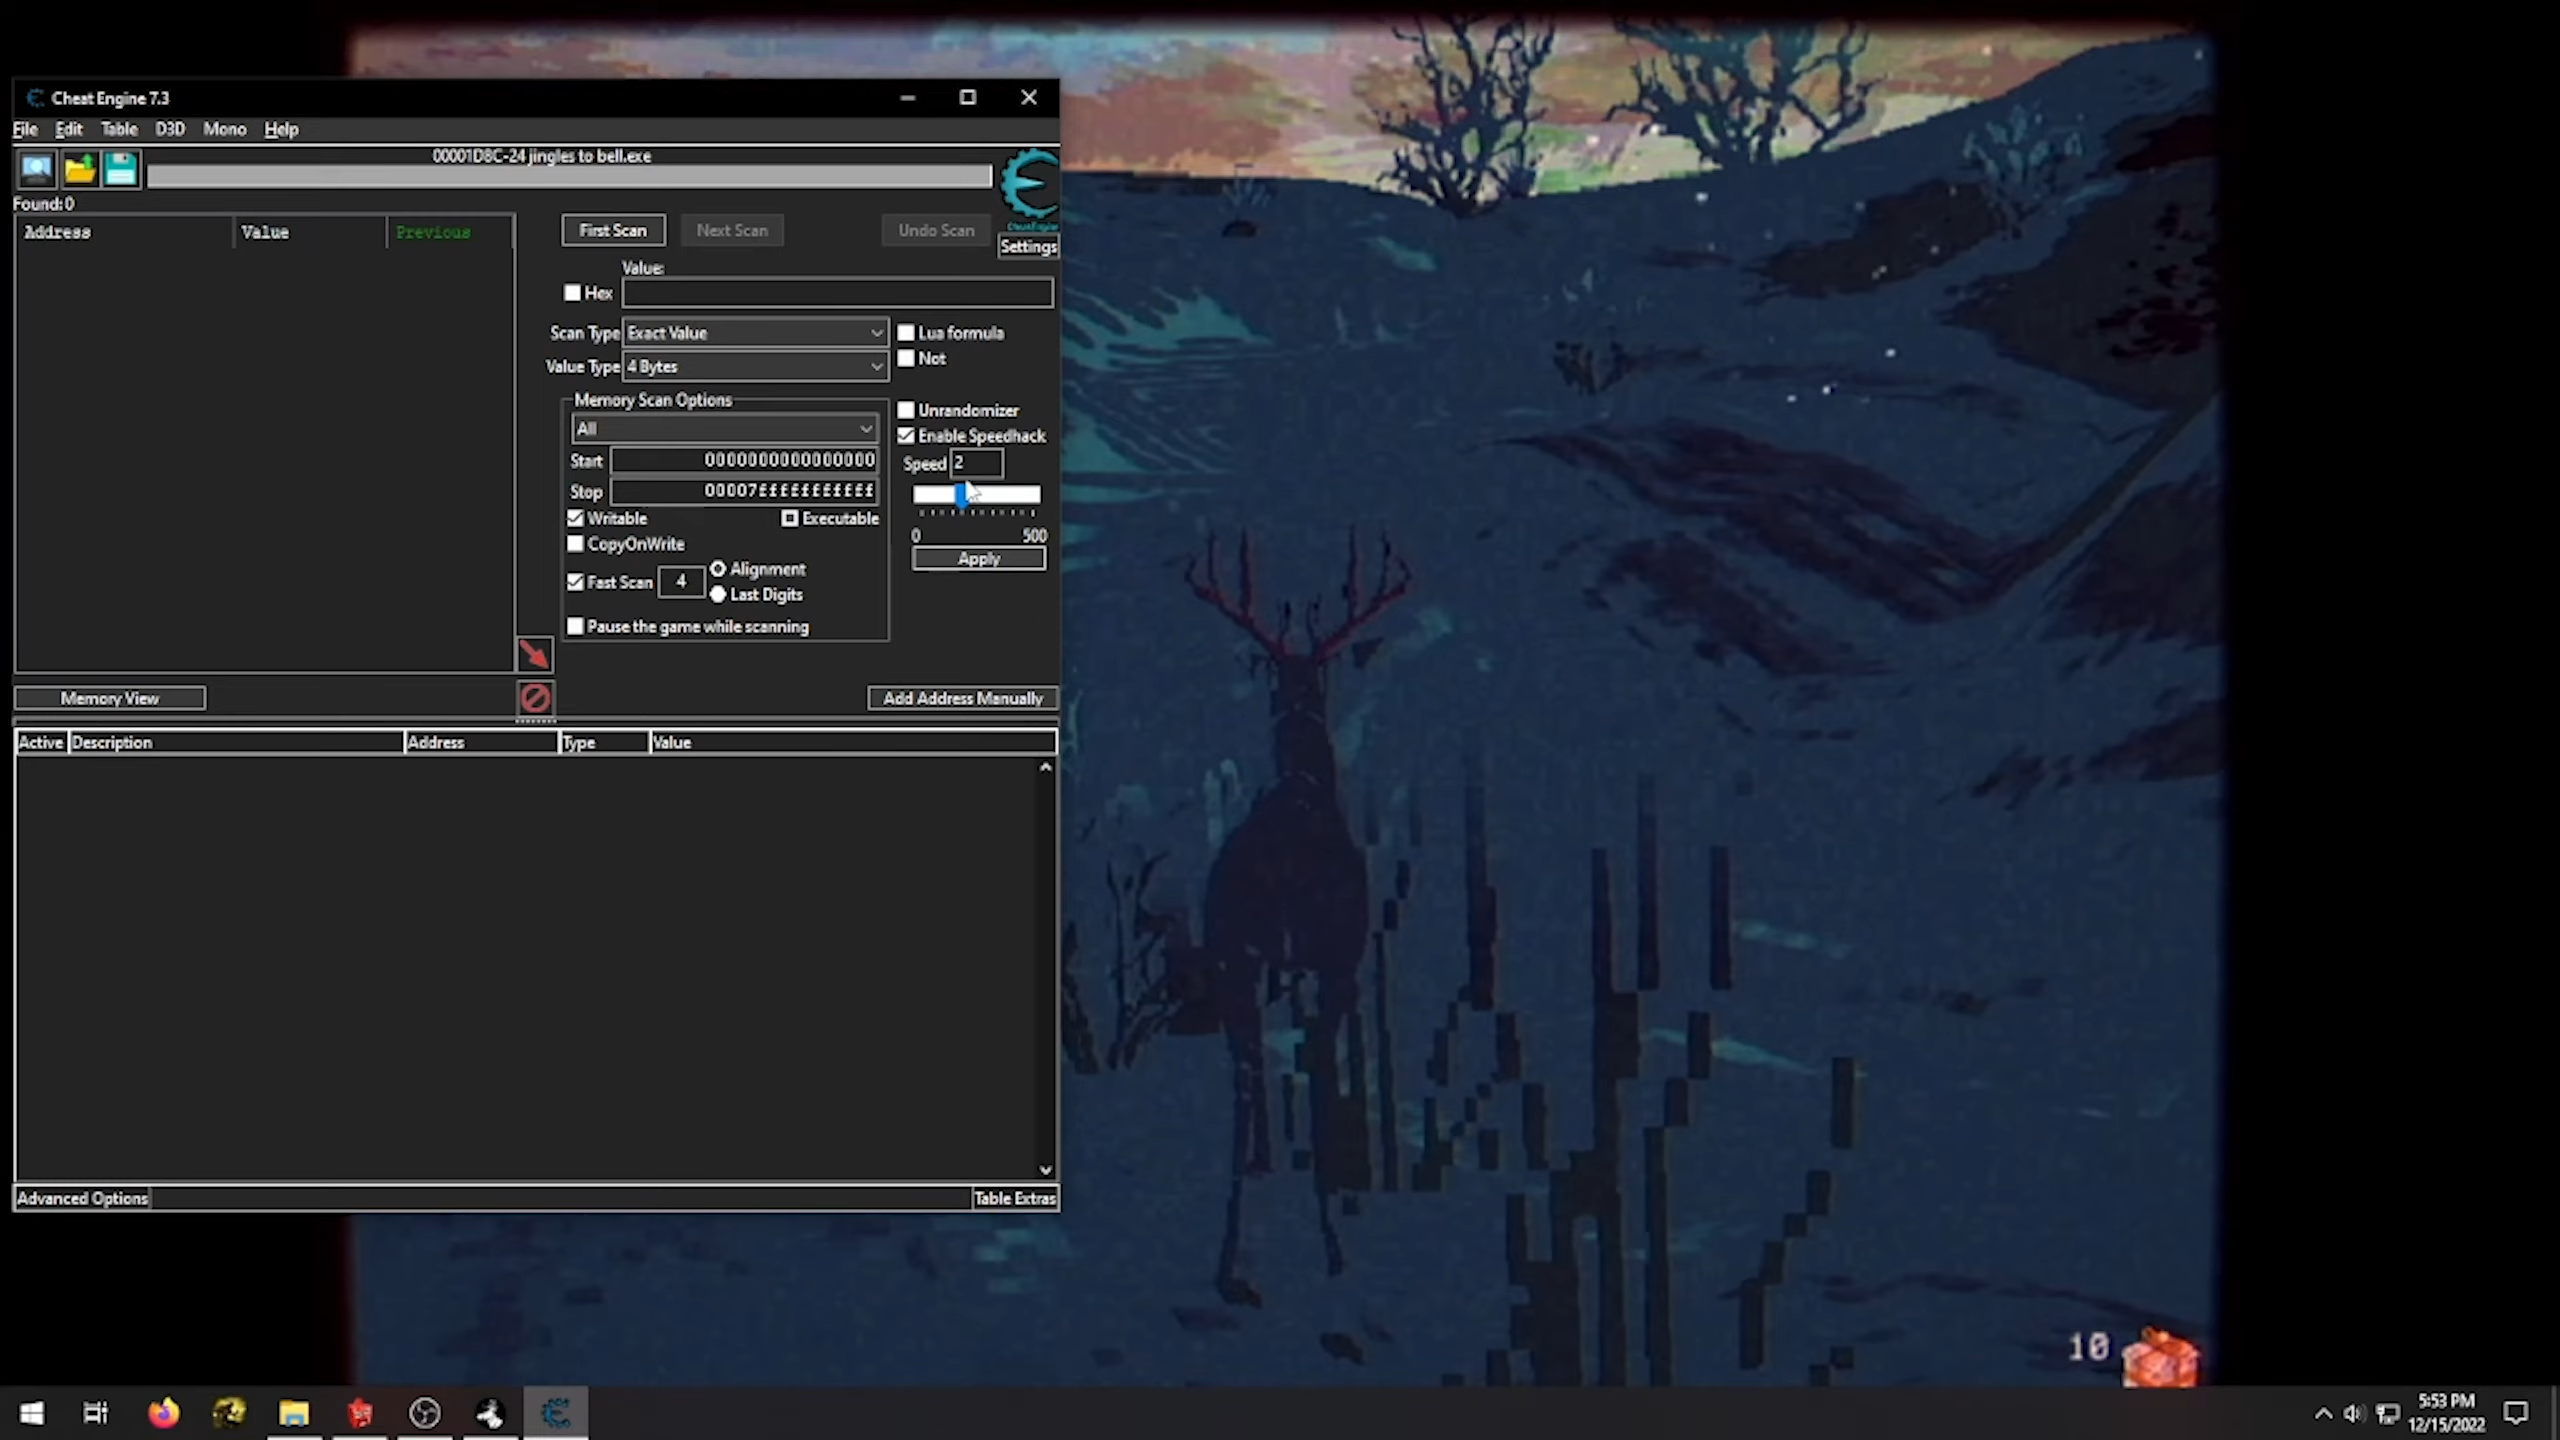 Cheat Engine 7.3
File Edit Table D3D Mono Help
00001D8C-24 jingles to bell.exe
Found:0
Address Value Previous
First Scan Next Scan Undo Scan
Cheat Engine
Settings
Value:
Hex
Scan Type Exact Value Lua formula
Not
Value Type 4 Bytes
Memory Scan Options
All
Unrandomizer
Enable Speedhack
Start 0000000000000000
Speed 2
Stop 00007fffffffffff
Writable Executable
0 500
CopyOnWrite
Apply
Fast Scan 4 Alignment
Last Digits
Pause the game while scanning
Memory View Add Address Manually
Active Description Address Type Value
Advanced Options Table Extras
10
5:53 PM
12/15/2022